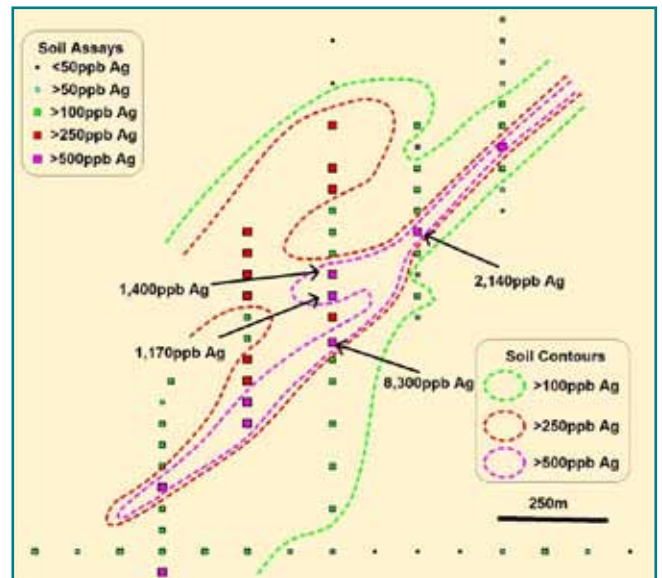 Soil Assays
<50ppb Ag
>50ppb Ag
>100ppb Ag
>250ppb Ag
>500ppb Ag
1,400ppb Ag
2,140ppb Ag
1,170ppb Ag
8,300ppb Ag
Soil Contours
>100ppb Ag
>250ppb Ag
>500ppb Ag
250m